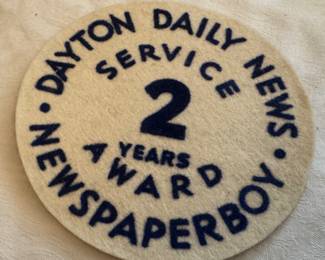 • DAYTON DAILY NEWS •
SERVICE
2
YEARS
AWARD
NEWSPAPERBOY